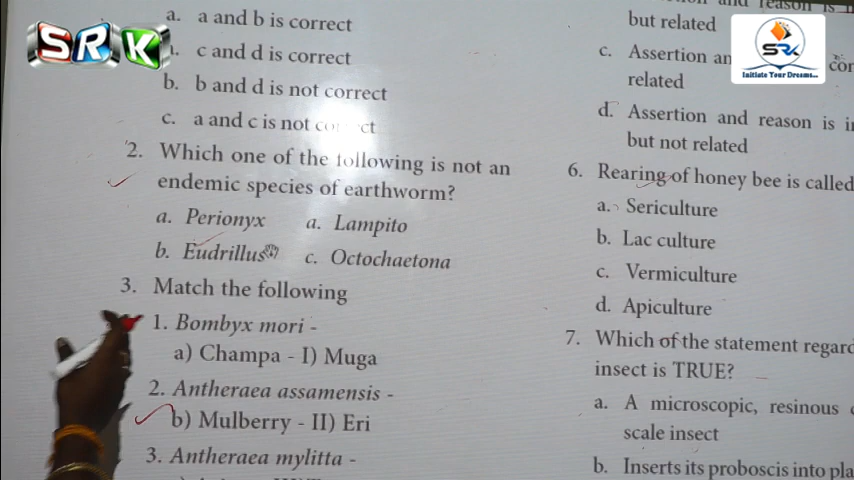 SRK
a. a and b is correct
c and d is correct
b. b and d is not correct
c. a and c is not correct
2. Which one of the following is not an
endemic species of earthworm?
a. Perionyx a. Lampito
b. Eudrillus c. Octochaetona
3. Match the following
1. Bombyx mori -
a) Champa - I) Muga
2. Antheraea assamensis -
b) Mulberry - II) Eri
3. Antheraea mylitta -
and reason is
but related
c. Assertion an
related
d. Assertion and reason is i
but not related
6. Rearing of honey bee is called
a. Sericulture
b. Lac culture
c. Vermiculture
d. Apiculture
7. Which of the statement regard
insect is TRUE?
a. A microscopic, resinous
scale insect
b. Inserts its proboscis into pla
SRK
Initiate Your Dreams...